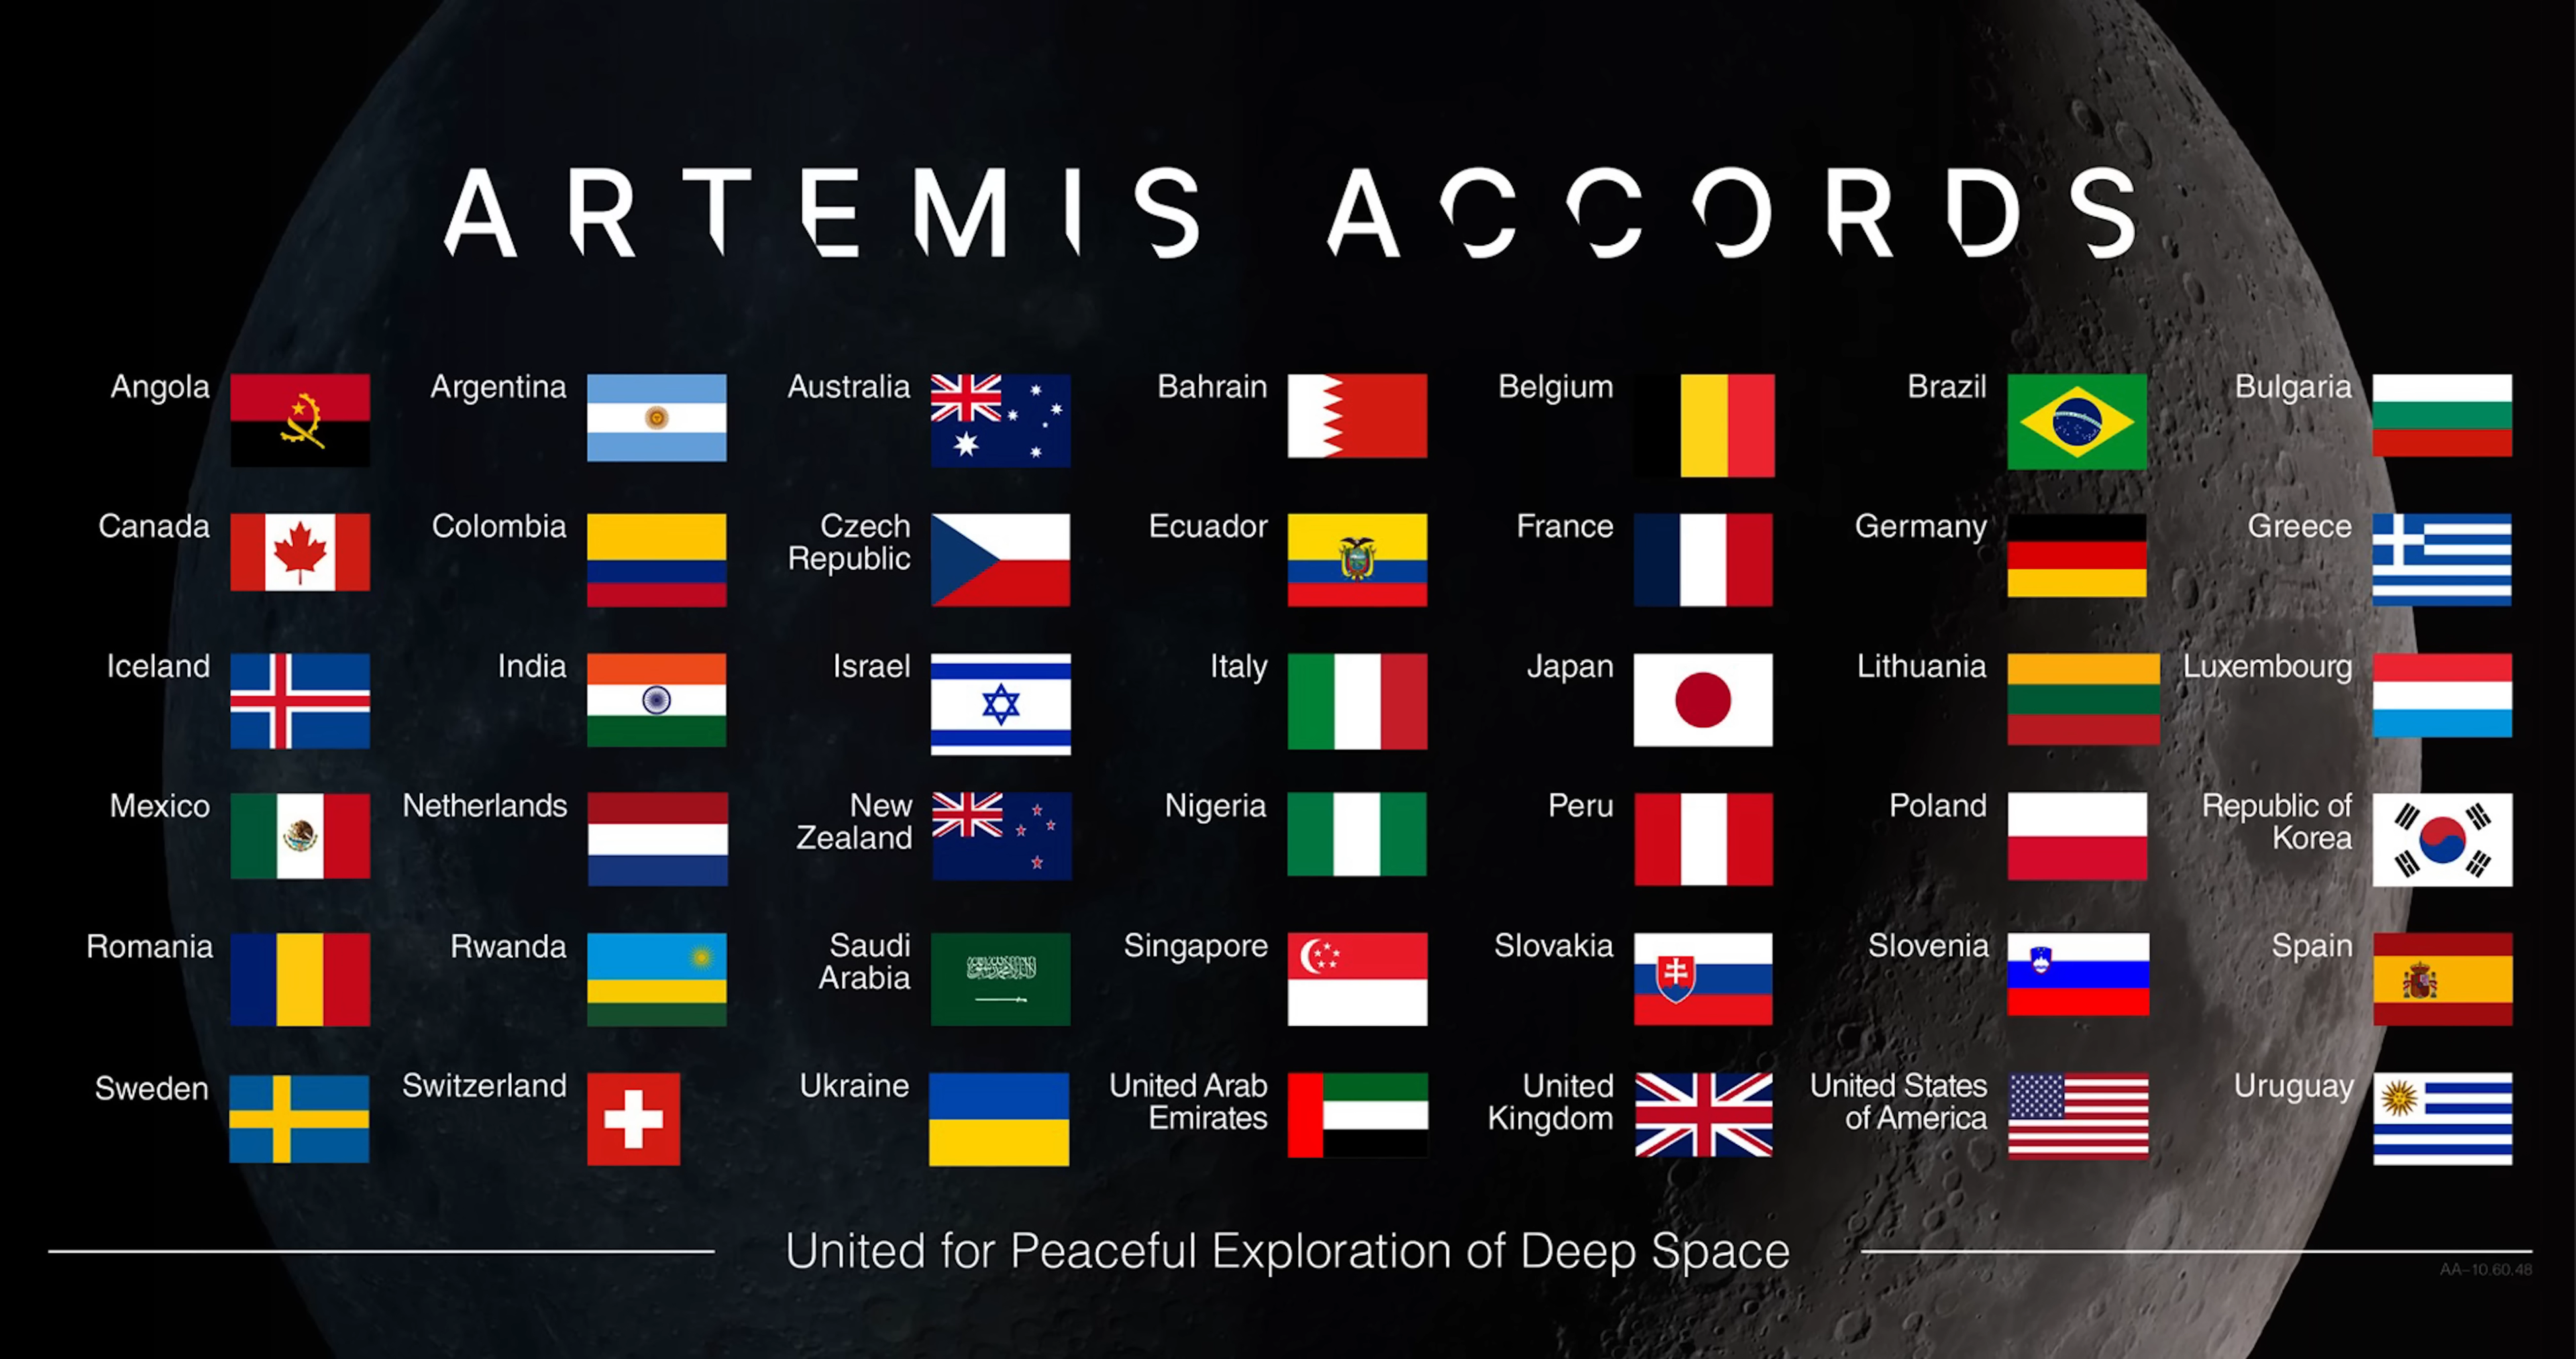 ARTEMIS ACCORDS
Angola
Argentina
Australia
Bahrain
Belgium
Brazil
Bulgaria
Canada
Colombia
Czech
Republic
Ecuador
France
Germany
Greece
Iceland
India
Israel
Italy
Japan
Lithuania
Luxembourg
Mexico
Netherlands
New
Zealand
Nigeria
Peru
Poland
Republic of
Korea
Romania
Rwanda
Saudi
Arabia
Singapore
Slovakia
Slovenia
Spain
Sweden
Switzerland
Ukraine
United Arab
Emirates
United
Kingdom
United States
of America
Uruguay
United for Peaceful Exploration of Deep Space
AA-10.60.48